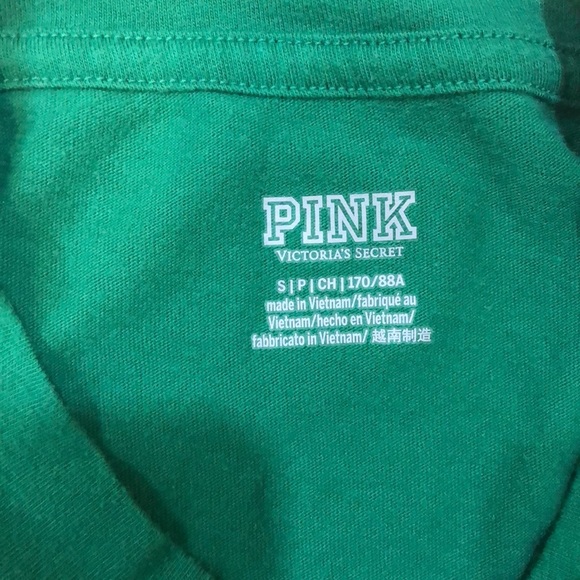 PINK
VICTORIA'S SECRET
S | P | CH | 170/88A
made in Vietnam/fabriqué au
Vietnam/hecho en Vietnam/
fabbricato in Vietnam/ 越南制造